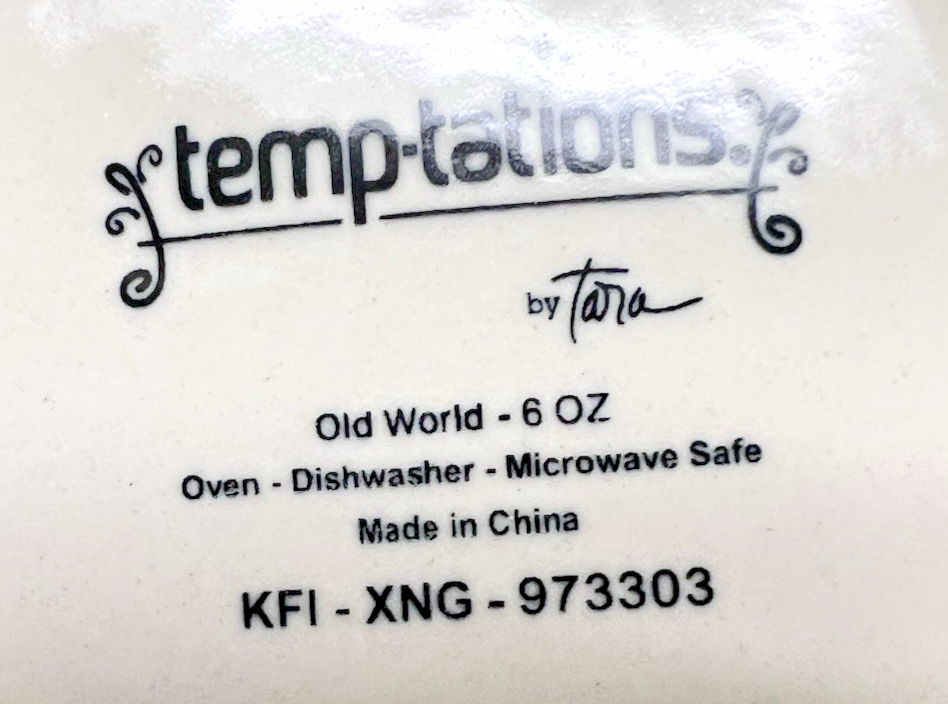 temp-tations.
by Tara
Old World - 6 OZ
Oven - Dishwasher - Microwave Safe
Made in China
KFI - XNG - 973303